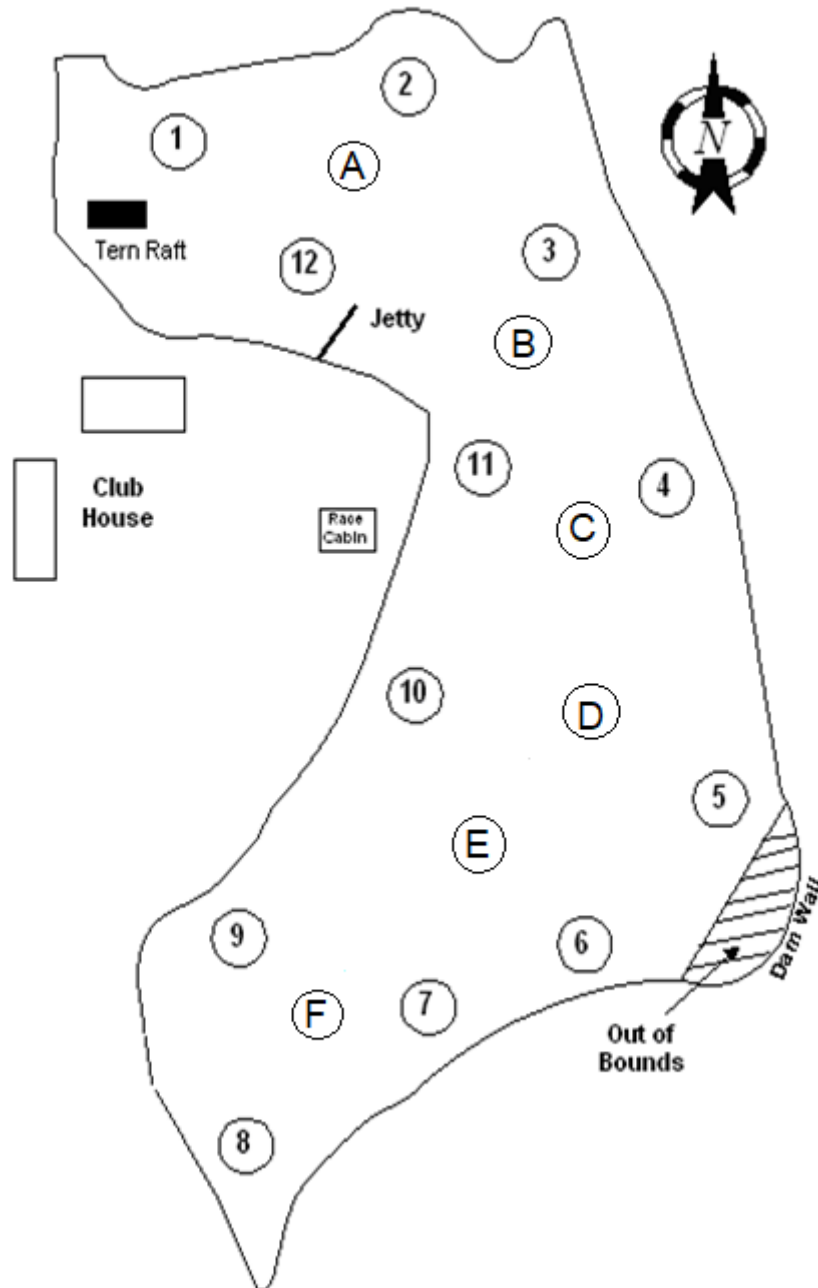 2
1
N
A
Tern Raft
12
3
Jetty
B
11
4
Club
House
Race
Cabin
C
10
D
5
E
9
6
Dam Wall
F
7
Out of
Bounds
8